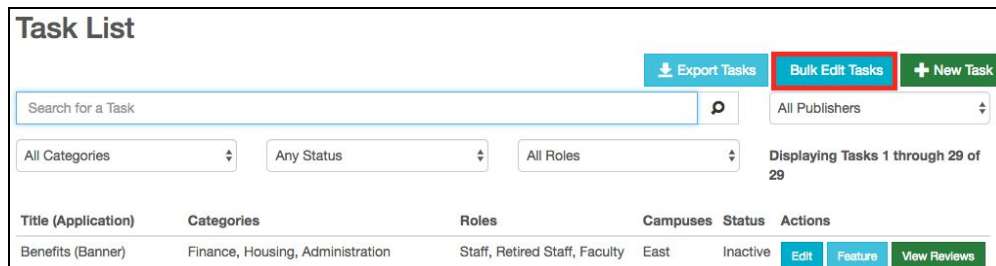 Task List
Export Tasks Bulk Edit Tasks New Task
Search for a Task All Publishers
All Categories Any Status All Roles Displaying Tasks 1 through 29 of
29
Title (Application) Categories Roles Campuses Status Actions
Benefits (Banner) Finance, Housing, Administration Staff, Retired Staff, Faculty East Inactive Edit Feature View Reviews